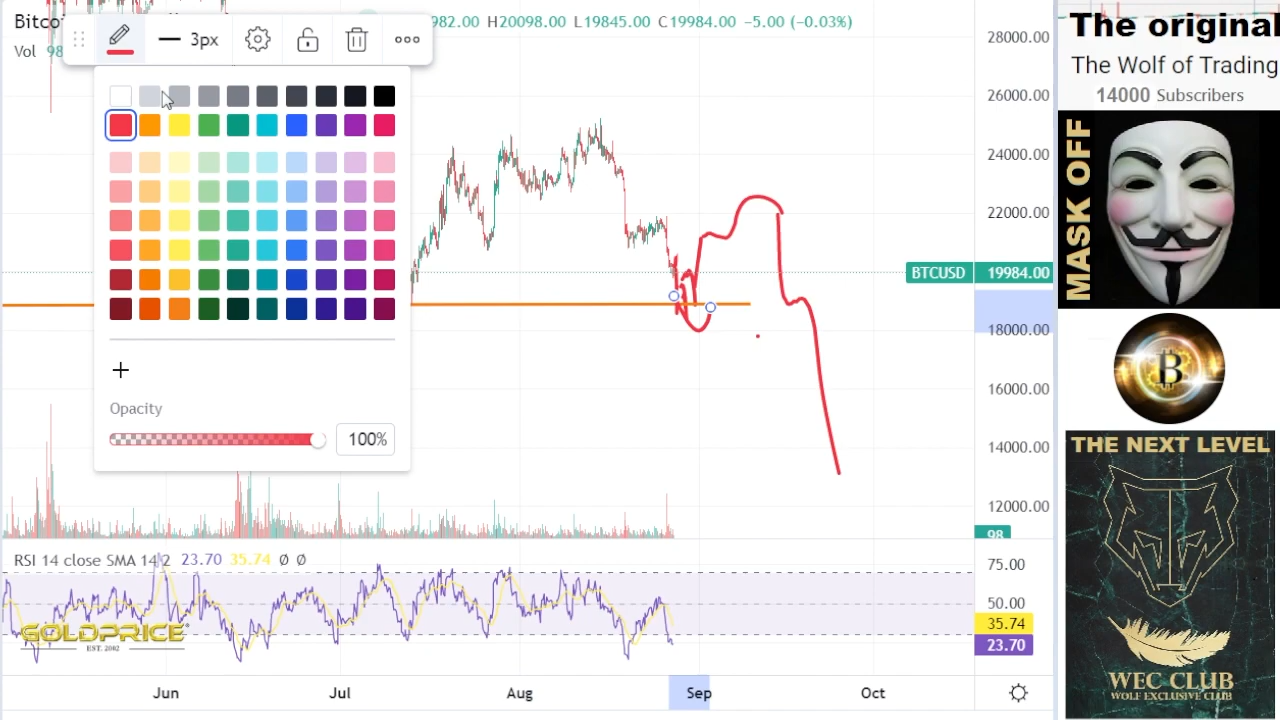 Bitco
982.00 H20098.00 L19845.00 C19984.00 -5.00 (-0.03%)
Vol 98
3px
Opacity
100%
28000.00
26000.00
24000.00
22000.00
BTCUSD 19984.00
18000.00
16000.00
14000.00
12000.00
98
RSI 14 close SMA 14 2 23.70 35.74 Ø Ø
75.00
50.00
35.74
23.70
GOLDPRICE
EST. 2002
Jun Jul Aug Sep Oct
The original
The Wolf of Trading
14000 Subscribers
MASK OFF
B
THE NEXT LEVEL
WEC CLUB
WOLF EXCLUSIVE CLUB